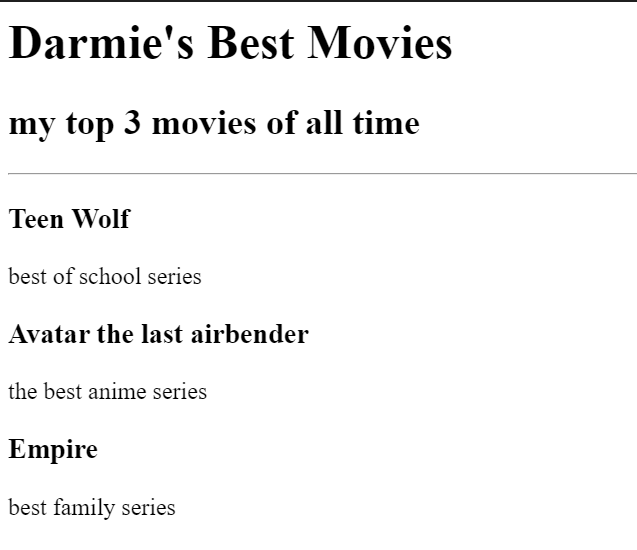 Darmie's Best Movies
my top 3 movies of all time
Teen Wolf
best of school series
Avatar the last airbender
the best anime series
Empire
best family series